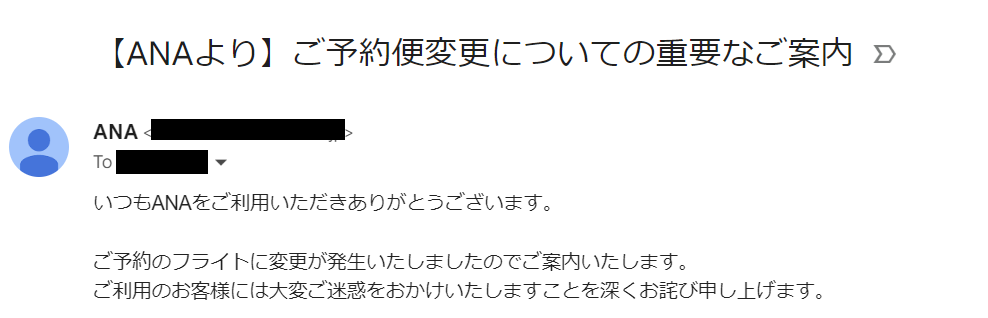 【ANAより】ご予約便変更についての重要なご案内
ANA < >
To
いつもANAをご利用いただきありがとうございます。
ご予約のフライトに変更が発生いたしましたのでご案内いたします。
ご利用のお客様には大変ご迷惑をおかけいたしますことを深くお詫び申し上げます。